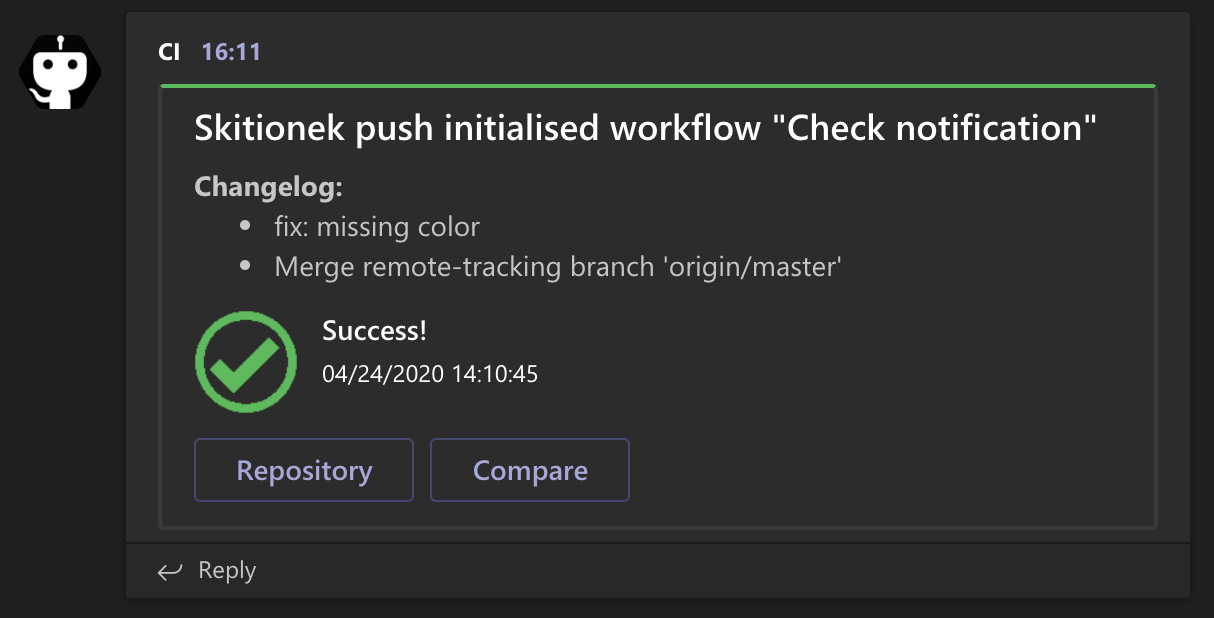 CI 16:11
Skitionek push initialised workflow "Check notification"
Changelog:
• fix: missing color
• Merge remote-tracking branch 'origin/master'
Success!
04/24/2020 14:10:45
Repository Compare
Reply